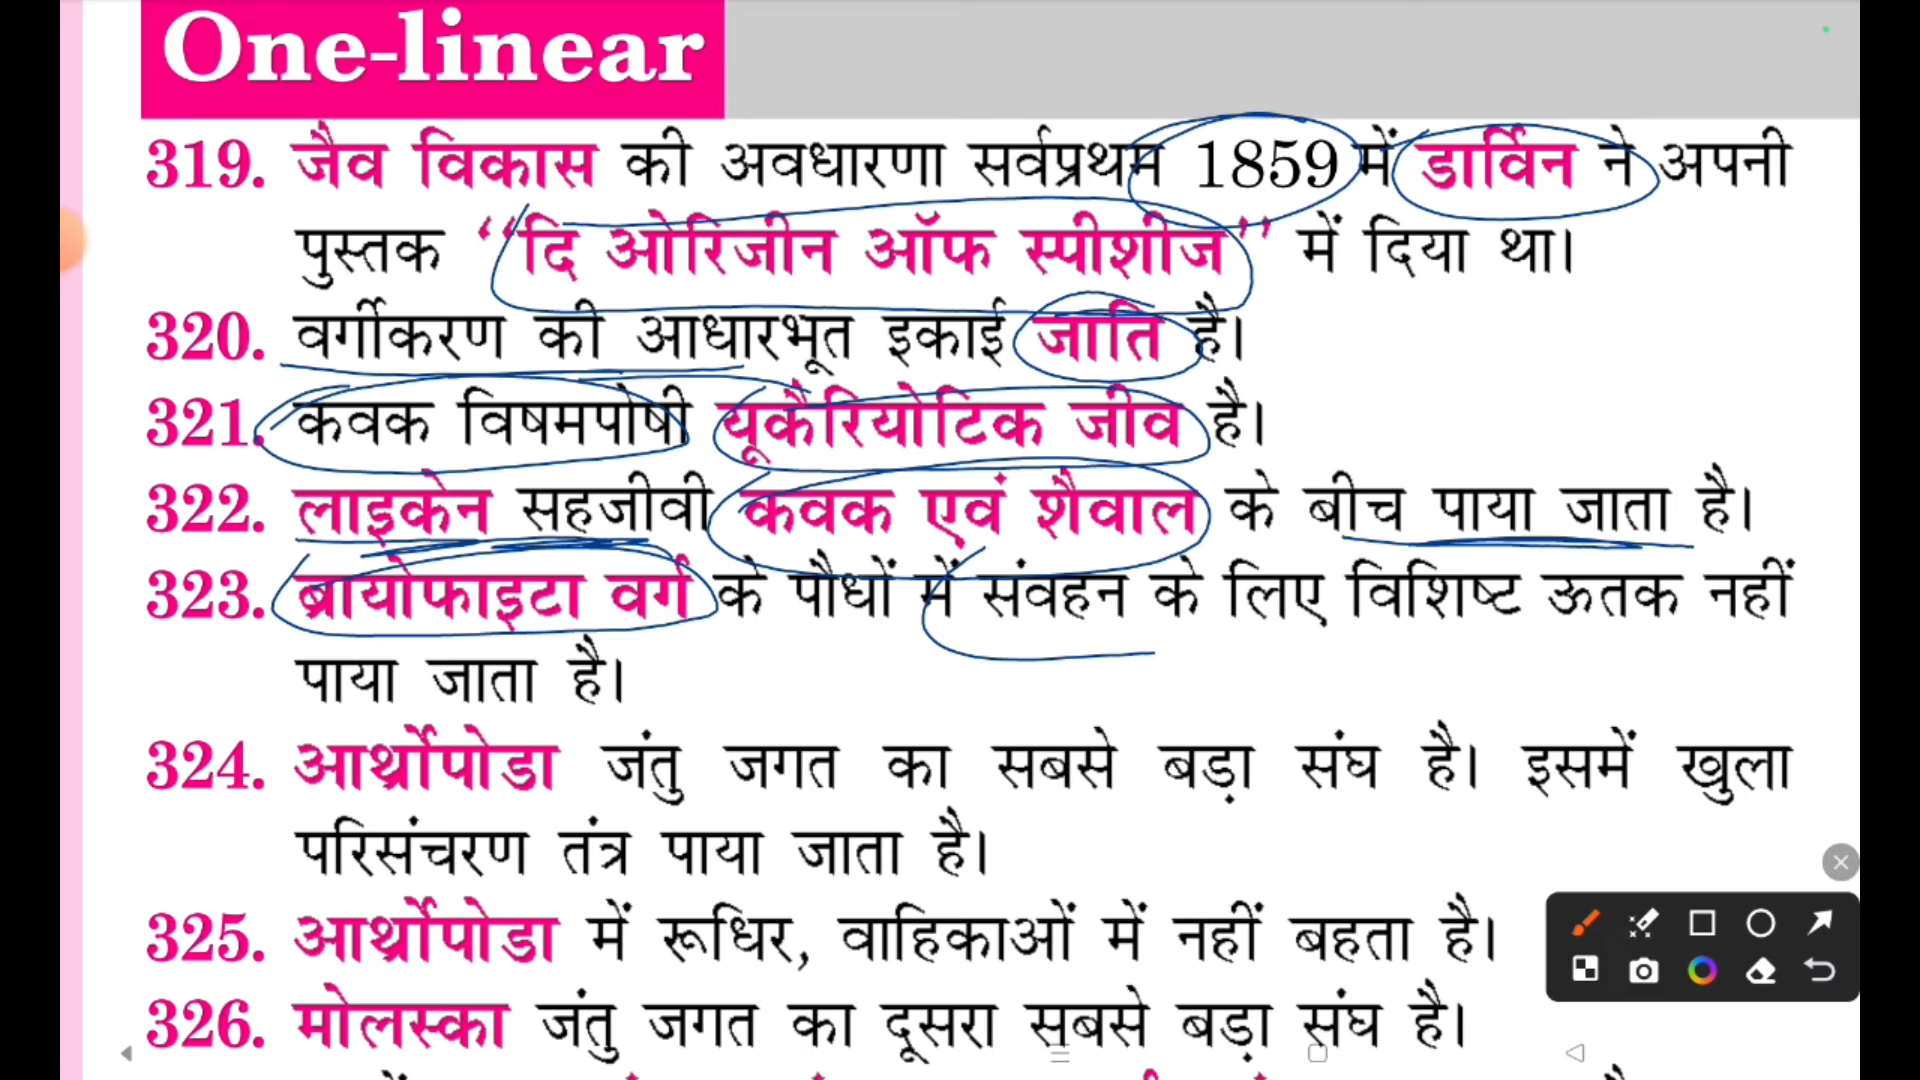 One-linear
319. जैव विकास की अवधारणा सर्वप्रथम 1859 में डार्विन ने अपनी
पुस्तक ‘‘दि ओरिजीन ऑफ स्पीशीज’’ में दिया था।
320. वर्गीकरण की आधारभूत इकाई जाति है।
321. कवक विषमपोषी यूकैरियोटिक जीव है।
322. लाइकेन सहजीवी कवक एवं शैवाल के बीच पाया जाता है।
323. ब्रायोफाइटा वर्ग के पौधों में संवहन के लिए विशिष्ट ऊतक नहीं
पाया जाता है।
324. आर्थ्रोपोडा जंतु जगत का सबसे बड़ा संघ है। इसमें खुला
परिसंचरण तंत्र पाया जाता है।
325. आर्थ्रोपोडा में रूधिर, वाहिकाओं में नहीं बहता है।
326. मोलस्का जंतु जगत का दूसरा सबसे बड़ा संघ है।